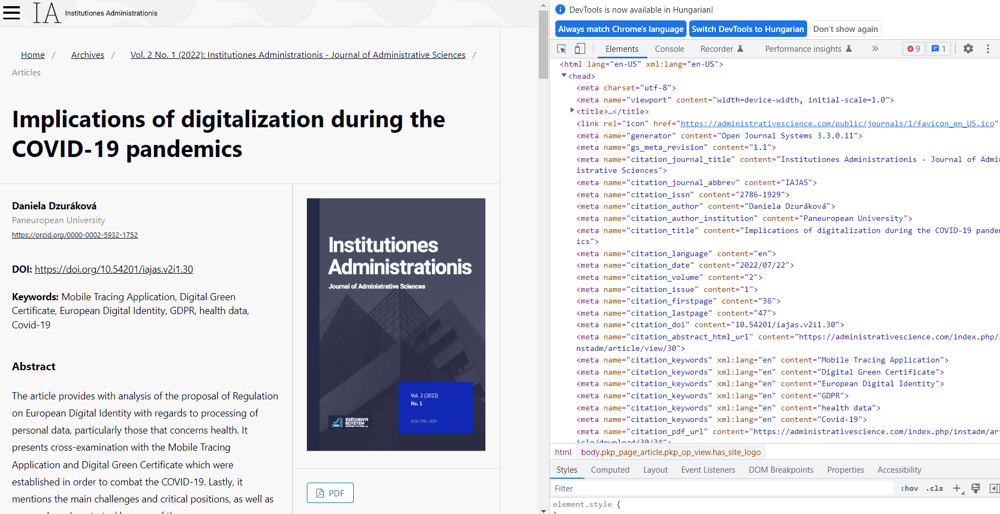 IA Institutiones Administrationis
Home / Archives / Vol. 2 No. 1 (2022): Institutiones Administrationis - Journal of Administrative Sciences /
Articles
Implications of digitalization during the
COVID-19 pandemics
Daniela Dzuráková
Paneuropean University
https://orcid.org/0000-0002-5932-1752
DOI: https://doi.org/10.54201/iajas.v2i1.30
Keywords: Mobile Tracing Application, Digital Green
Certificate, European Digital Identity, GDPR, health data,
Covid-19
Abstract
The article provides with analysis of the proposal of Regulation
on European Digital Identity with regards to processing of
personal data, particularly those that concerns health. It
presents cross-examination with the Mobile Tracing
Application and Digital Green Certificate which were
established in order to combat the COVID-19. Lastly, it
mentions the main challenges and critical positions, as well as
Institutiones
Administrationis
Journal of Administrative Sciences
Vol. 2 (2022)
No. 1
ISSN 2786-1929
SZÉCHENYI
EGYETEM
PDF
DevTools is now available in Hungarian!
Always match Chrome's language Switch DevTools to Hungarian Don't show again
Elements Console Recorder Performance insights 9 1
<html lang="en-US" xml:lang="en-US">
<head>
<meta charset="utf-8">
<meta name="viewport" content="width=device-width, initial-scale=1.0">
<title>…</title>
<link rel="icon" href="https://administrativescience.com/public/journals/1/favicon_en_US.ico"
<meta name="generator" content="Open Journal Systems 3.3.0.11">
<meta name="gs_meta_revision" content="1.1">
<meta name="citation_journal_title" content="Institutiones Administrationis - Journal of Admin
istrative Sciences">
<meta name="citation_journal_abbrev" content="IAJAS">
<meta name="citation_issn" content="2786-1929">
<meta name="citation_author" content="Daniela Dzuráková">
<meta name="citation_author_institution" content="Paneuropean University">
<meta name="citation_title" content="Implications of digitalization during the COVID-19 pandem
ics">
<meta name="citation_language" content="en">
<meta name="citation_date" content="2022/07/22">
<meta name="citation_volume" content="2">
<meta name="citation_issue" content="1">
<meta name="citation_firstpage" content="36">
<meta name="citation_lastpage" content="47">
<meta name="citation_doi" content="10.54201/iajas.v2i1.30">
<meta name="citation_abstract_html_url" content="https://administrativescience.com/index.php/i
nstadm/article/view/30">
<meta name="citation_keywords" xml:lang="en" content="Mobile Tracing Application">
<meta name="citation_keywords" xml:lang="en" content="Digital Green Certificate">
<meta name="citation_keywords" xml:lang="en" content="European Digital Identity">
<meta name="citation_keywords" xml:lang="en" content="GDPR">
<meta name="citation_keywords" xml:lang="en" content="health data">
<meta name="citation_keywords" xml:lang="en" content="Covid-19">
<meta name="citation_pdf_url" content="https://administrativescience.com/index.php/instadm/art
icle/download/30/34">
html body.pkp_page_article.pkp_op_view.has_site_logo
Styles Computed Layout Event Listeners DOM Breakpoints Properties Accessibility
Filter :hov .cls
element.style {